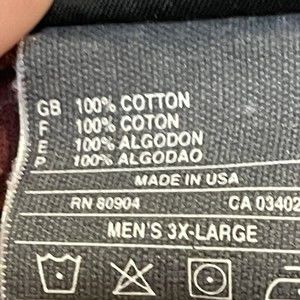 GB 100% COTTON
F 100% COTON
E 100% ALGODON
P 100% ALGODAO
MADE IN USA
RN 80904 CA 03402
MEN'S 3X-LARGE